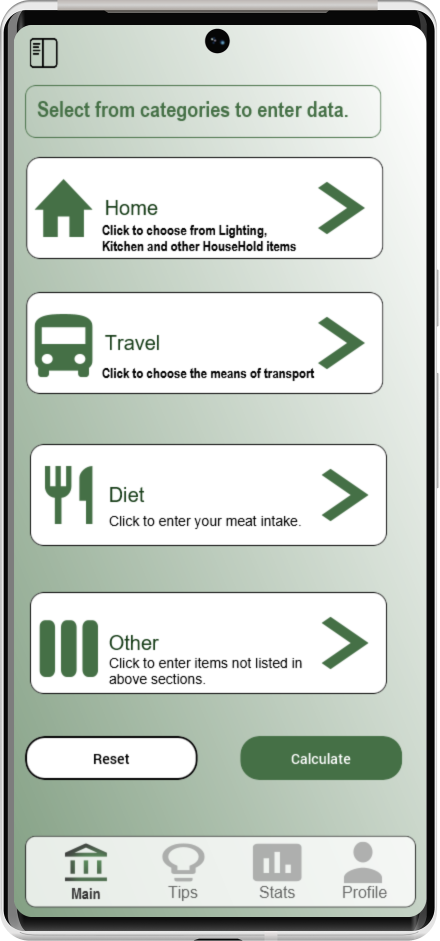 Select from categories to enter data.
Home
Click to choose from Lighting,
Kitchen and other HouseHold items
Travel
Click to choose the means of transport
Diet
Click to enter your meat intake.
Other
Click to enter items not listed in
above sections.
Reset
Calculate
Main
Tips
Stats
Profile